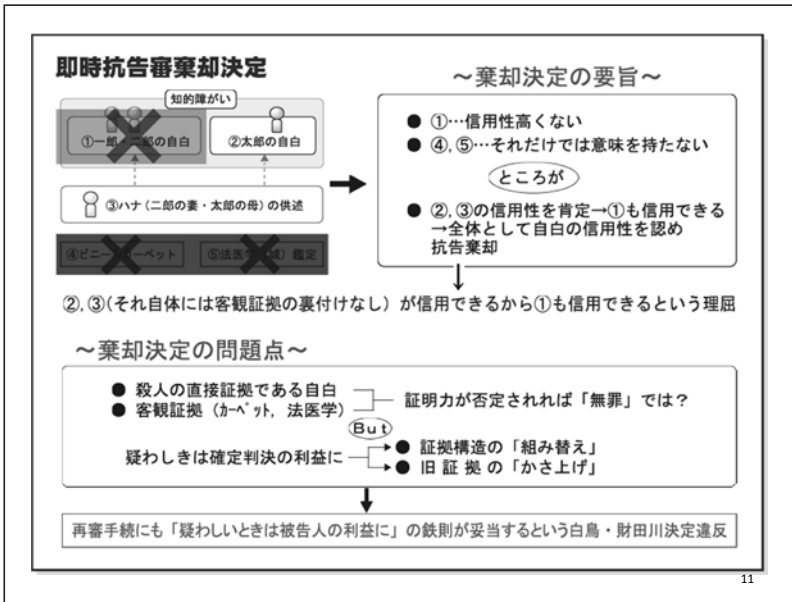 即時抗告審棄却決定
知的障がい
①一郎・二郎の自白
②太郎の自白
③ハナ(二郎の妻・太郎の母)の供述
④ビニールカーペット
⑤法医学 鑑定
~棄却決定の要旨~
● ①…信用性高くない
● ④, ⑤…それだけでは意味を持たない
ところが
● ②, ③の信用性を肯定→①も信用できる
→全体として自白の信用性を認め
抗告棄却
②, ③(それ自体には客観証拠の裏付けなし) が信用できるから①も信用できるという理屈
~棄却決定の問題点~
● 殺人の直接証拠である自白
● 客観証拠 (カーペット, 法医学)
証明力が否定されれば「無罪」では?
But
疑わしきは確定判決の利益に
● 証拠構造の「組み替え」
● 旧 証 拠 の「かさ上げ」
再審手続にも「疑わしいときは被告人の利益に」の鉄則が妥当するという白鳥・財田川決定違反
11